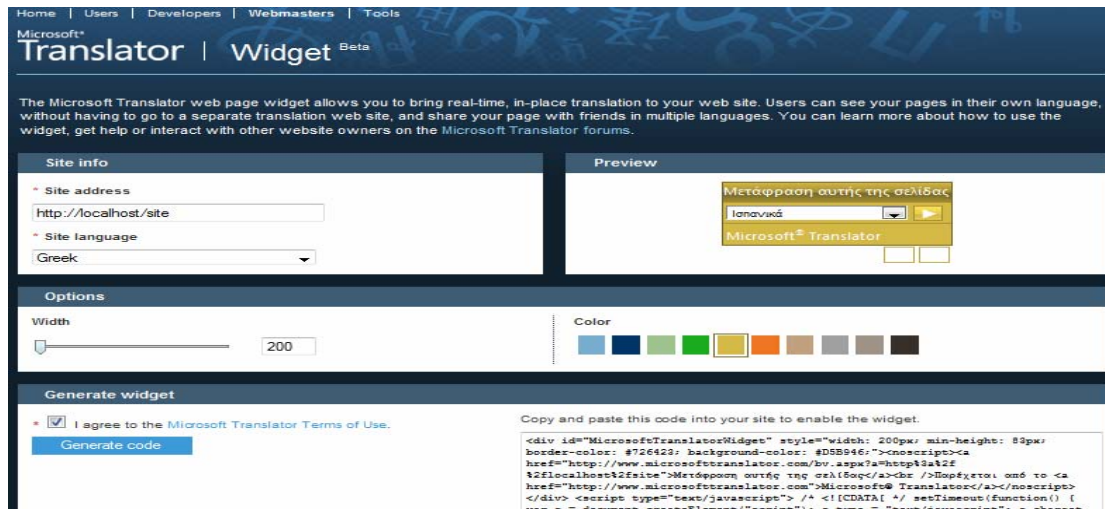 Home | Users | Developers | Webmasters | Tools
Microsoft®
Translator | Widget Beta
The Microsoft Translator web page widget allows you to bring real-time, in-place translation to your web site. Users can see your pages in their own language,
without having to go to a separate translation web site, and share your page with friends in multiple languages. You can learn more about how to use the
widget, get help or interact with other website owners on the Microsoft Translator forums.
Site info
* Site address
http://localhost/site
* Site language
Greek
Preview
Μετάφραση αυτής της σελίδας
Ισπανικά
Microsoft® Translator
Options
Width
200
Color
Generate widget
* I agree to the Microsoft Translator Terms of Use.
Generate code
Copy and paste this code into your site to enable the widget.
<div id="MicrosoftTranslatorWidget" style="width: 200px; min-height: 83px;
border-color: #726423; background-color: #D5B946;"><noscript><a
href="http://www.microsofttranslator.com/bv.aspx?a=http%3a%2f
%2flocalhost%2fsite">Μετάφραση αυτής της σελίδας</a><br />Παρέχεται από το <a
href="http://www.microsofttranslator.com">Microsoft® Translator</a></noscript>
</div> <script type="text/javascript"> /* <![CDATA[ */ setTimeout(function() {